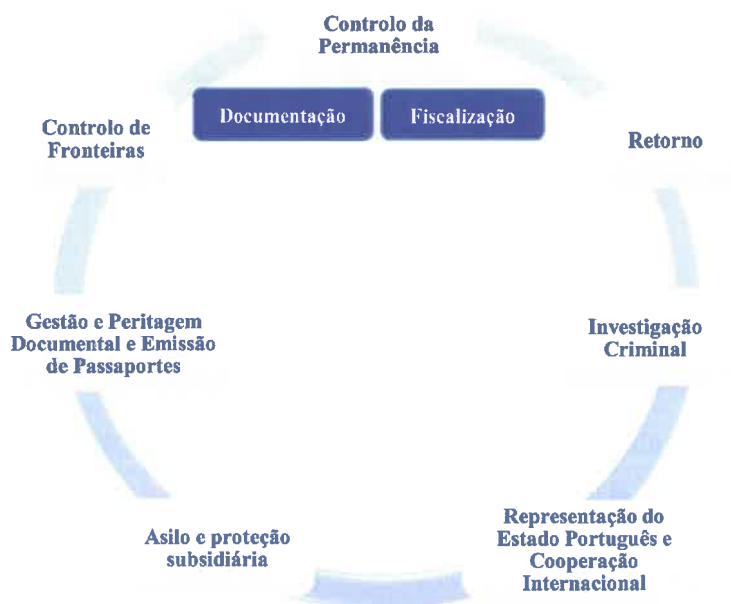 Controlo da
Permanência
Documentação
Fiscalização
Controlo de
Fronteiras
Retorno
Gestão e Peritagem
Documental e Emissão
de Passaportes
Investigação
Criminal
Asilo e proteção
subsidiária
Representação do
Estado Português e
Cooperação
Internacional